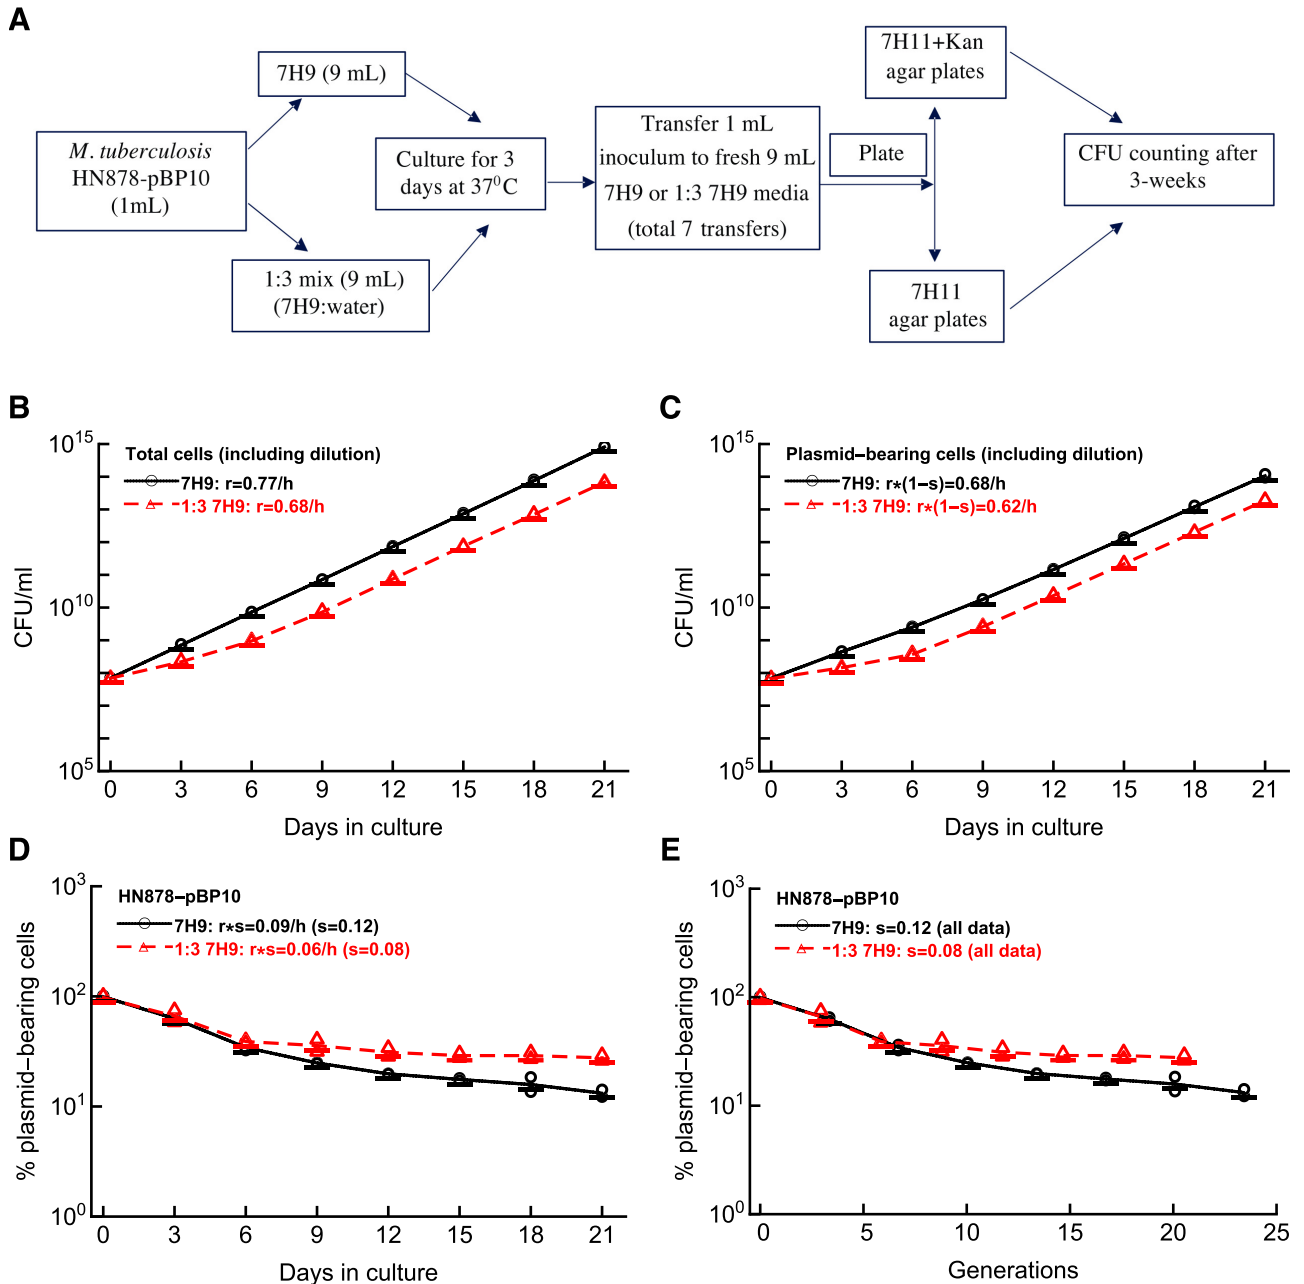 A
M. tuberculosis
HN878-pBP10
(1mL)
7H9 (9 mL)
1:3 mix (9 mL)
(7H9:water)
Culture for 3
days at 37⁰C
Transfer 1 mL
inoculum to fresh 9 mL
7H9 or 1:3 7H9 media
(total 7 transfers)
Plate
7H11+Kan
agar plates
7H11
agar plates
CFU counting after
3-weeks
B
Total cells (including dilution)
7H9: r=0.77/h
1:3 7H9: r=0.68/h
10¹⁵
10¹⁰
10⁵
CFU/ml
0 3 6 9 12 15 18 21
Days in culture
C
Plasmid−bearing cells (including dilution)
7H9: r*(1−s)=0.68/h
1:3 7H9: r*(1−s)=0.62/h
10¹⁵
10¹⁰
10⁵
CFU/ml
0 3 6 9 12 15 18 21
Days in culture
D
HN878−pBP10
7H9: r*s=0.09/h (s=0.12)
1:3 7H9: r*s=0.06/h (s=0.08)
10³
10²
10¹
10⁰
% plasmid−bearing cells
0 3 6 9 12 15 18 21
Days in culture
E
HN878−pBP10
7H9: s=0.12 (all data)
1:3 7H9: s=0.08 (all data)
10³
10²
10¹
10⁰
% plasmid−bearing cells
0 5 10 15 20 25
Generations